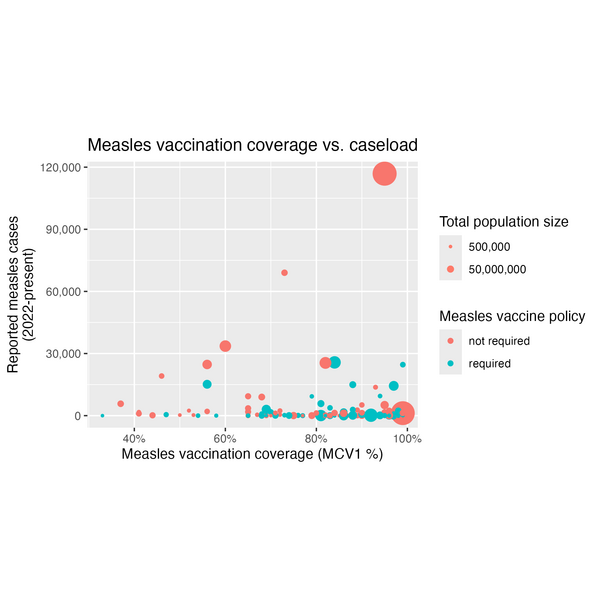 Measles vaccination coverage vs. caseload
120,000
90,000
60,000
30,000
0
Reported measles cases
(2022-present)
40%
60%
80%
100%
Measles vaccination coverage (MCV1 %)
Total population size
500,000
50,000,000
Measles vaccine policy
not required
required